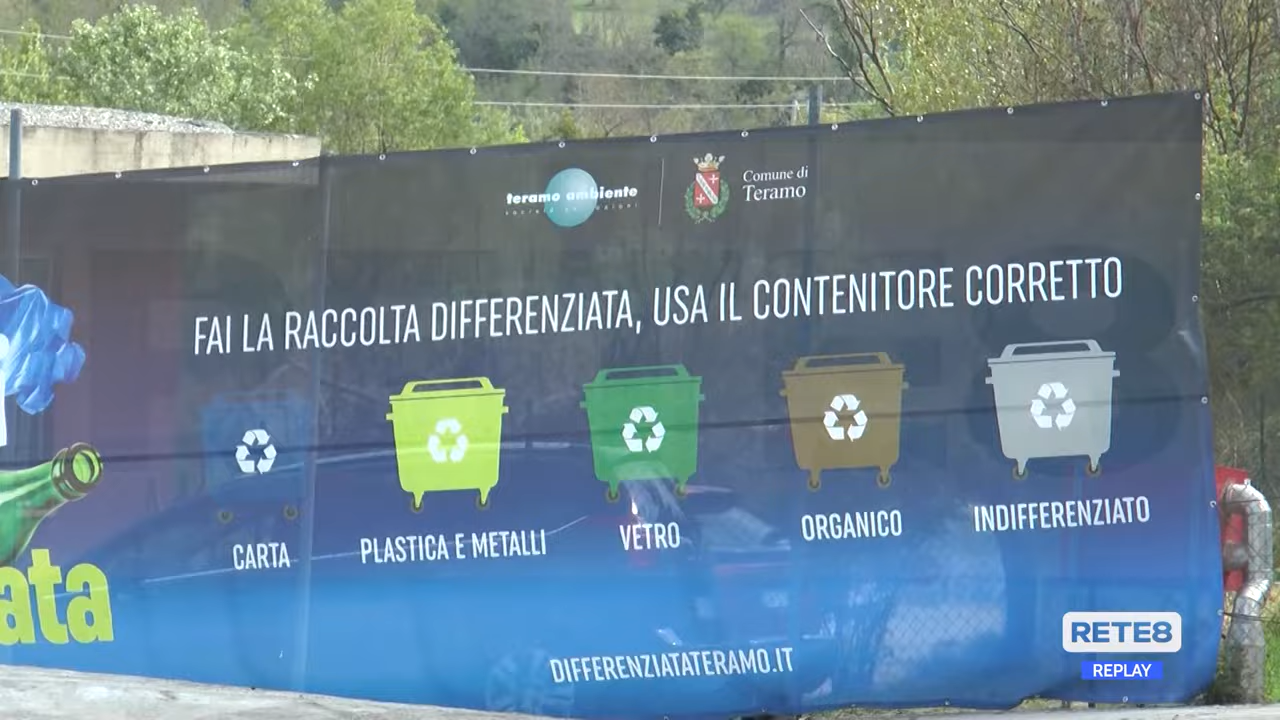 teramo ambiente
Comune di
Teramo
FAI LA RACCOLTA DIFFERENZIATA, USA IL CONTENITORE CORRETTO
CARTA
PLASTICA E METALLI
VETRO
ORGANICO
INDIFFERENZIATO
ata
DIFFERENZIATATERAMO.IT
RETE8
REPLAY